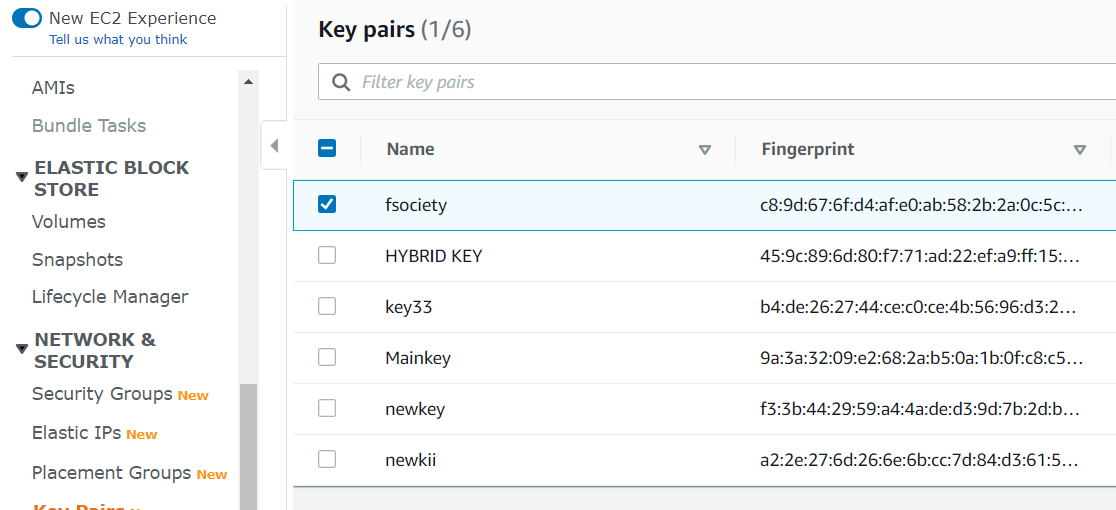 New EC2 Experience
Tell us what you think
AMIs
Bundle Tasks
ELASTIC BLOCK
STORE
Volumes
Snapshots
Lifecycle Manager
NETWORK &
SECURITY
Security Groups New
Elastic IPs New
Placement Groups New
Key Pairs
Key pairs (1/6)
Filter key pairs
Name Fingerprint
fsociety c8:9d:67:6f:d4:af:e0:ab:58:2b:2a:0c:5c:...
HYBRID KEY 45:9c:89:6d:80:f7:71:ad:22:ef:a9:ff:15:...
key33 b4:de:26:27:44:ce:c0:ce:4b:56:96:d3:2...
Mainkey 9a:3a:32:09:e2:68:2a:b5:0a:1b:0f:c8:c5...
newkey f3:3b:44:29:59:a4:4a:de:d3:9d:7b:2d:b...
newkii a2:2e:27:6d:26:6e:6b:cc:7d:84:d3:61:5...